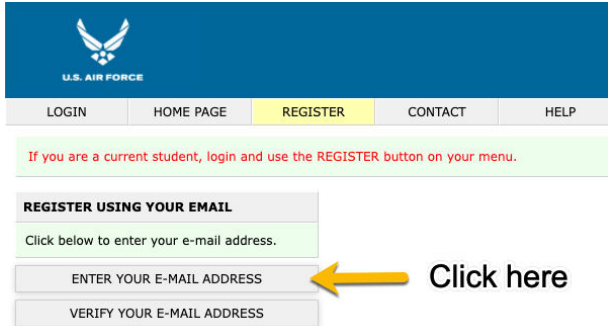 U.S. AIR FORCE
LOGIN HOME PAGE REGISTER CONTACT HELP
If you are a current student, login and use the REGISTER button on your menu.
REGISTER USING YOUR EMAIL
Click below to enter your e-mail address.
ENTER YOUR E-MAIL ADDRESS Click here
VERIFY YOUR E-MAIL ADDRESS